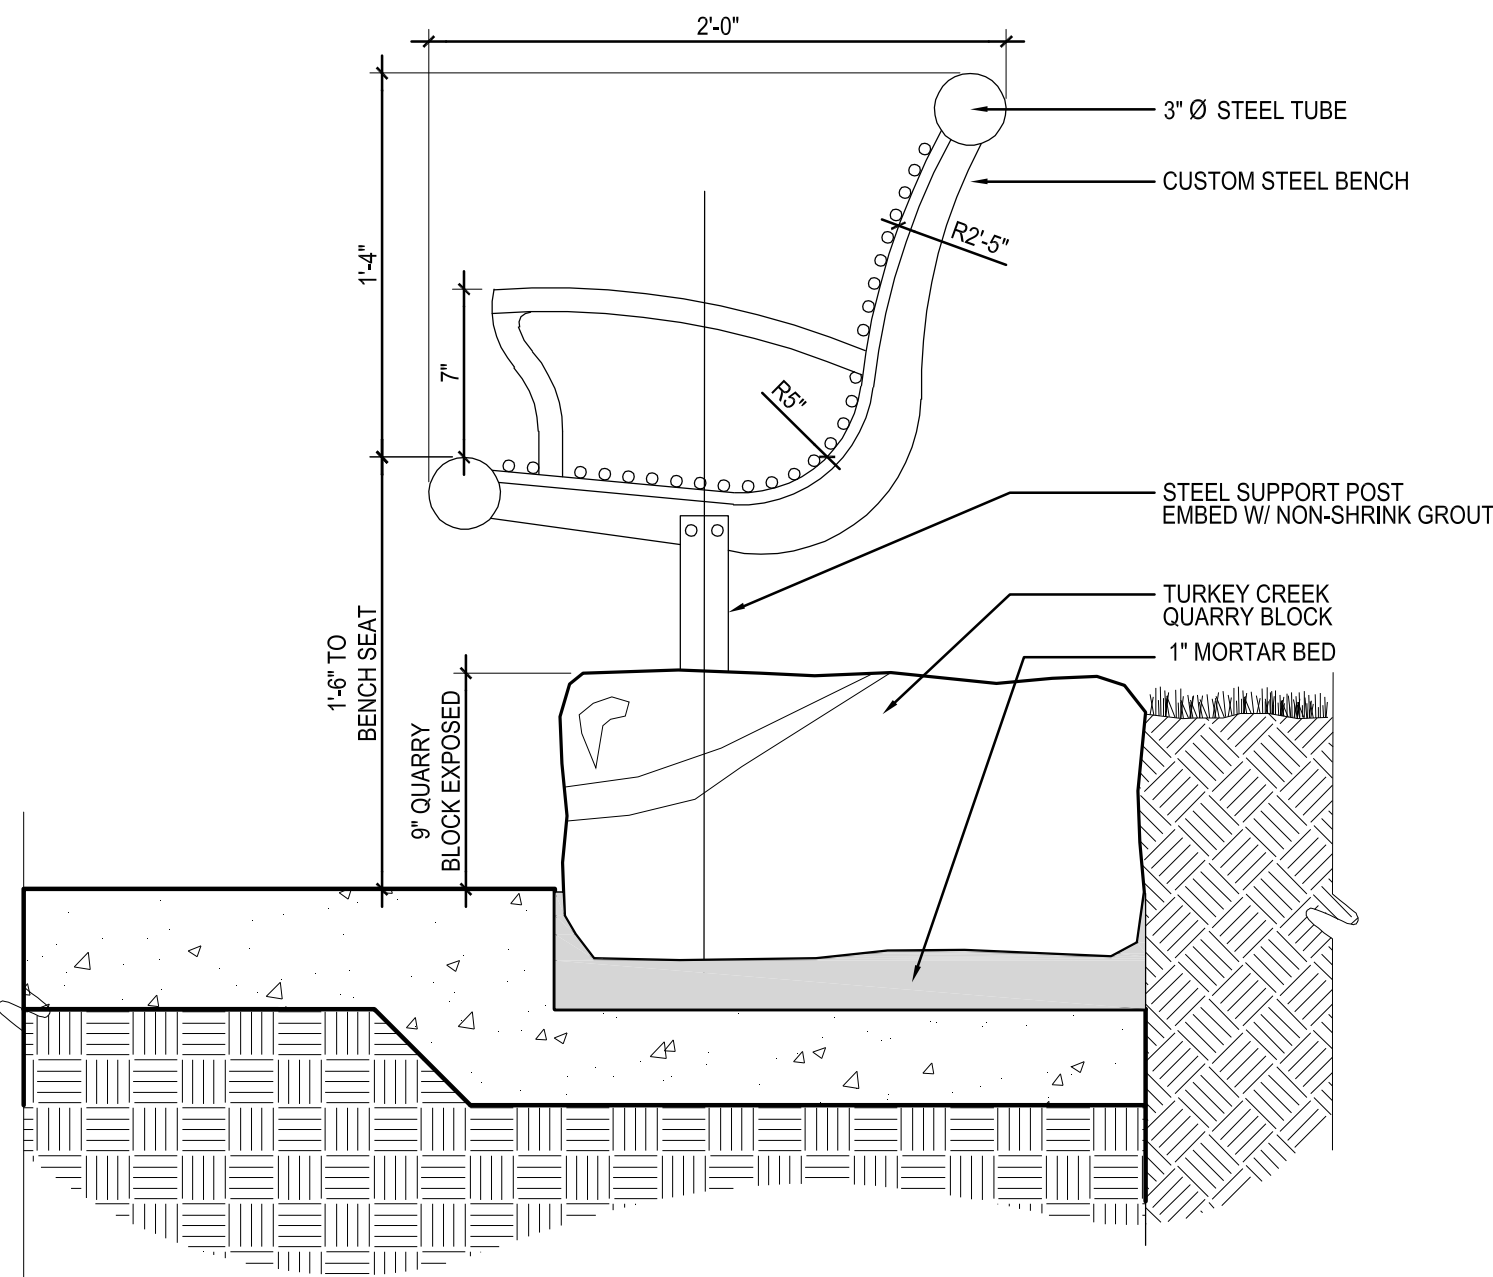 2'-0"
3" Ø STEEL TUBE
CUSTOM STEEL BENCH
R2'-5"
1'-4"
7"
R5"
STEEL SUPPORT POST
EMBED W/ NON-SHRINK GROUT
TURKEY CREEK
QUARRY BLOCK
1" MORTAR BED
1'-6" TO
BENCH SEAT
9" QUARRY
BLOCK EXPOSED